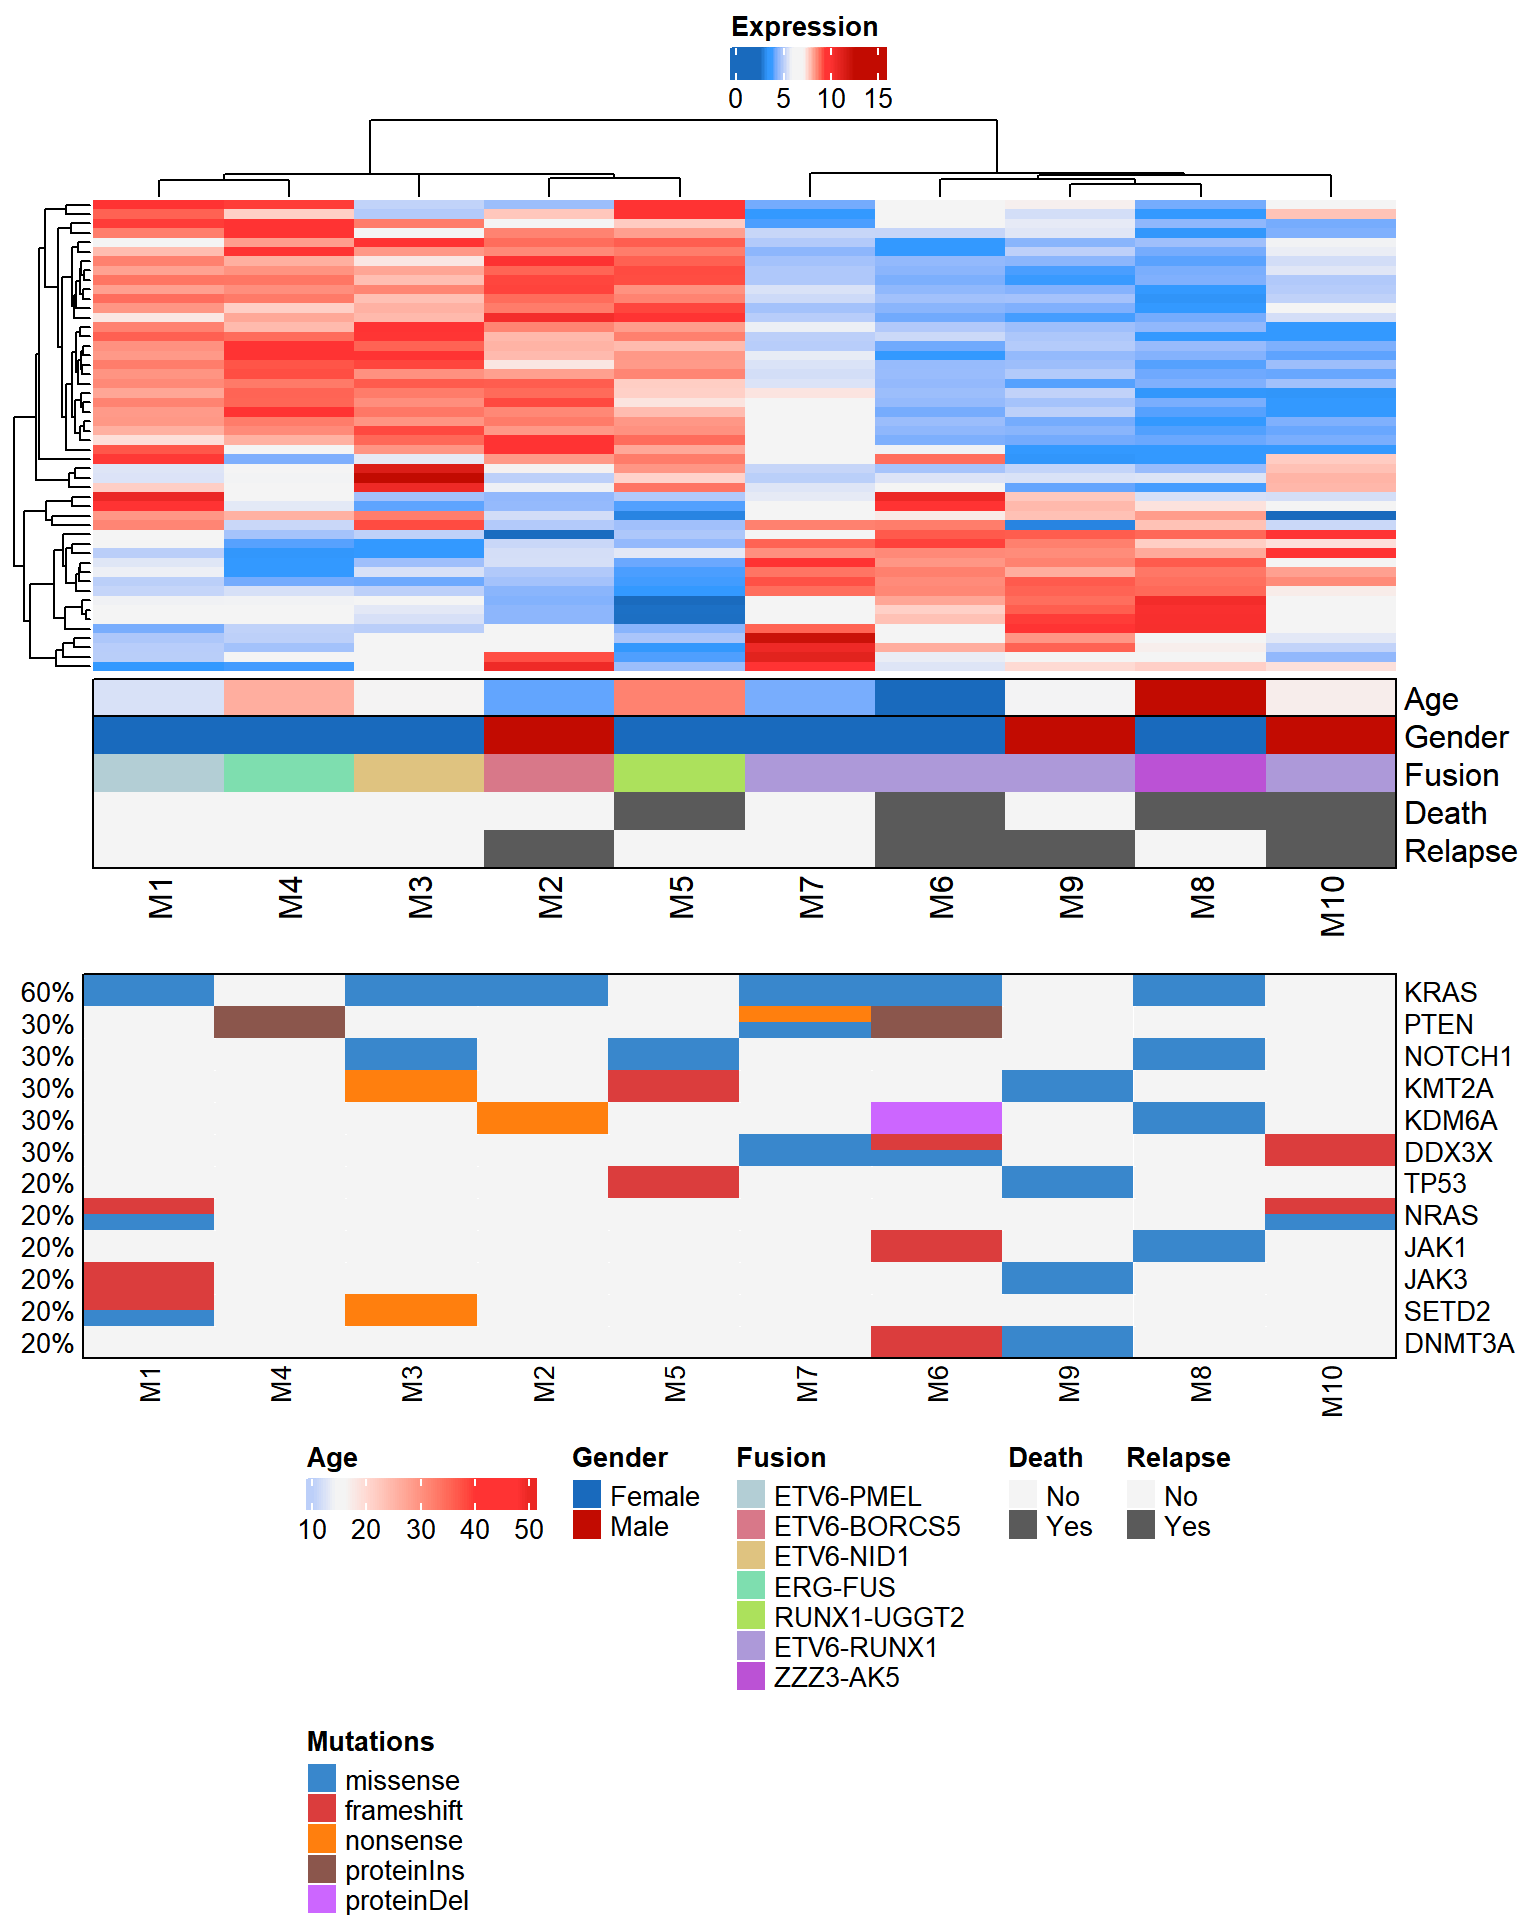 Expression
0 5 10 15
Age
Gender
Fusion
Death
Relapse
M1 M4 M3 M2 M5 M7 M6 M9 M8 M10
60% KRAS
30% PTEN
30% NOTCH1
30% KMT2A
30% KDM6A
30% DDX3X
20% TP53
20% NRAS
20% JAK1
20% JAK3
20% SETD2
20% DNMT3A
M1 M4 M3 M2 M5 M7 M6 M9 M8 M10
Age
10 20 30 40 50
Gender
Female
Male
Fusion
ETV6-PMEL
ETV6-BORCS5
ETV6-NID1
ERG-FUS
RUNX1-UGGT2
ETV6-RUNX1
ZZZ3-AK5
Death
No
Yes
Relapse
No
Yes
Mutations
missense
frameshift
nonsense
proteinIns
proteinDel